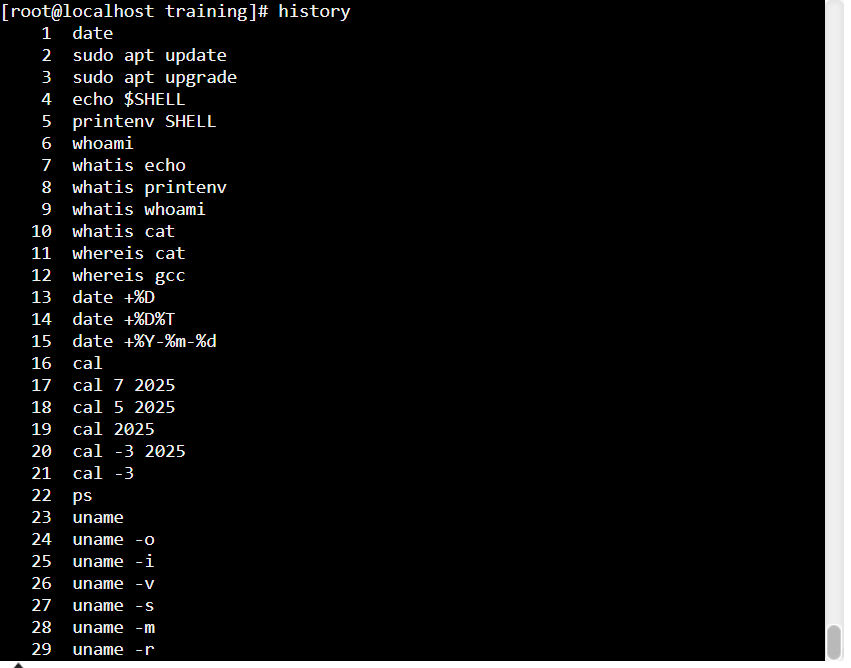 [root@localhost training]# history
1 date
2 sudo apt update
3 sudo apt upgrade
4 echo $SHELL
5 printenv SHELL
6 whoami
7 whatis echo
8 whatis printenv
9 whatis whoami
10 whatis cat
11 whereis cat
12 whereis gcc
13 date +%D
14 date +%D%T
15 date +%Y-%m-%d
16 cal
17 cal 7 2025
18 cal 5 2025
19 cal 2025
20 cal -3 2025
21 cal -3
22 ps
23 uname
24 uname -o
25 uname -i
26 uname -v
27 uname -s
28 uname -m
29 uname -r